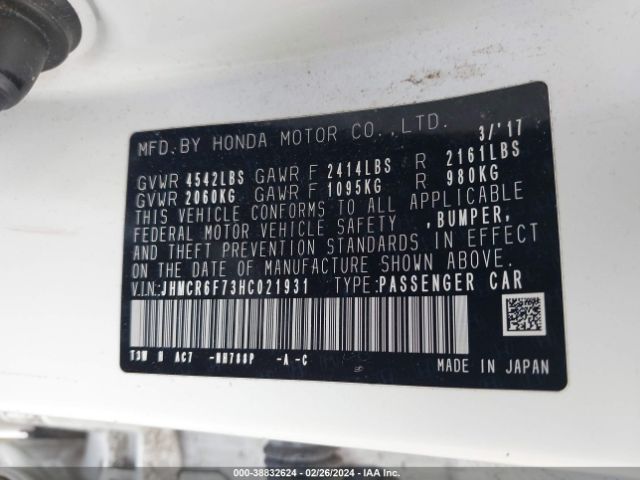 MFD.BY HONDA MOTOR CO.,LTD. 3/'17
GVWR 4542LBS GAWR F 2414LBS R 2161LBS
GVWR 2060KG GAWR F 1095KG R 980KG
THIS VEHICLE CONFORMS TO ALL APPLICABLE
FEDERAL MOTOR VEHICLE SAFETY ,BUMPER,
AND THEFT PREVENTION STANDARDS IN EFFECT
ON THE DATE OF MANUFACTURE SHOWN ABOVE.
VIN:JHMCR6F73HC021931 TYPE:PASSENGER CAR
AC7 -NH788P -A -C
MADE IN JAPAN
000-38832624 - 02/26/2024 - IAA Inc.